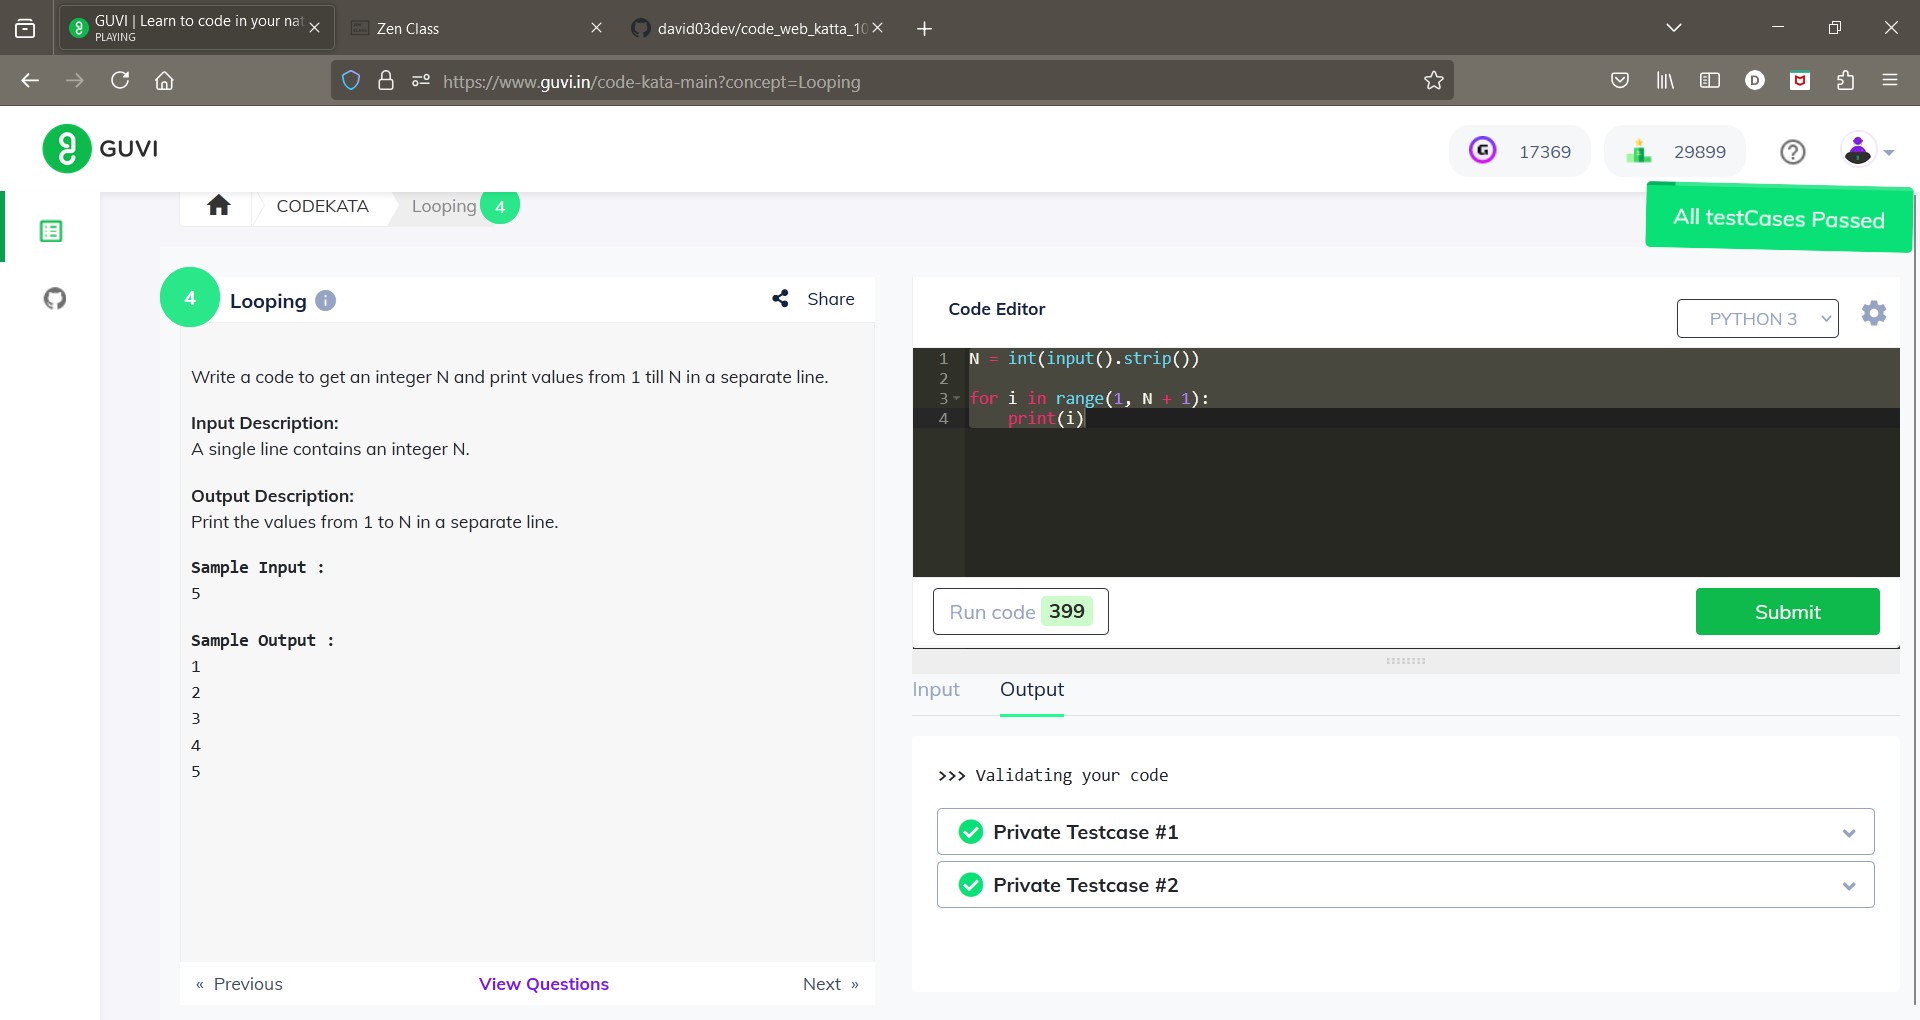 GUVI | Learn to code in your nat
PLAYING
Zen Class
david03dev/code_web_katta_10
https://www.guvi.in/code-kata-main?concept=Looping
GUVI
17369
29899
CODEKATA
Looping
4
All testCases Passed
4
Looping
Share
Write a code to get an integer N and print values from 1 till N in a separate line.
Input Description:
A single line contains an integer N.
Output Description:
Print the values from 1 to N in a separate line.
Sample Input :
5
Sample Output :
1
2
3
4
5
« Previous
View Questions
Next »
Code Editor
PYTHON 3
1 N = int(input().strip())
2
3 for i in range(1, N + 1):
4     print(i)
Run code 399
Submit
Input
Output
>>> Validating your code
Private Testcase #1
Private Testcase #2